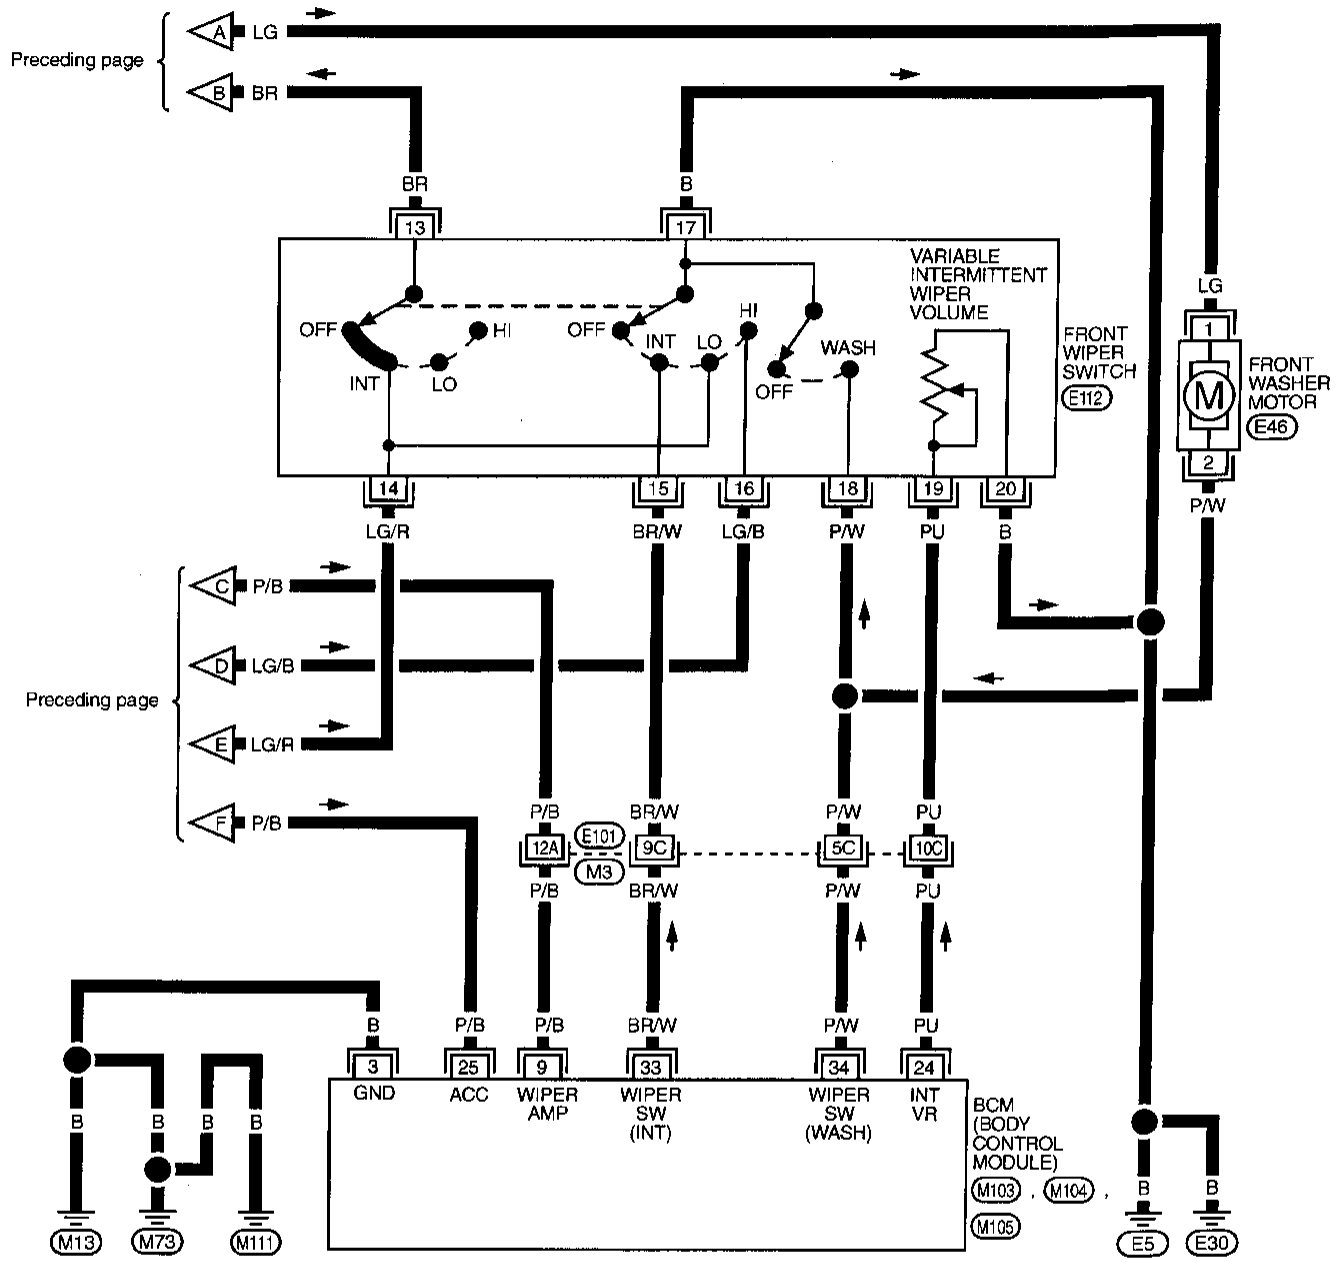 A LG
Preceding page
B BR
BR
B
13
17
VARIABLE
INTERMITTENT
WIPER
VOLUME
LG
1
OFF
HI
OFF
INT
LO
HI
WASH
INT
LO
OFF
FRONT
WIPER
SWITCH
E112
M
FRONT
WASHER
MOTOR
E46
2
14
15
16
18
19
20
LG/R
BR/W
LG/B
P/W
PU
B
P/W
C P/B
D LG/B
Preceding page
E LG/R
F P/B
P/B
BR/W
P/W
PU
12A
E101
M3
9C
5C
10C
P/B
BR/W
P/W
PU
B
P/B
P/B
BR/W
P/W
PU
3
25
9
33
34
24
GND
ACC
WIPER
AMP
WIPER
SW
(INT)
WIPER
SW
(WASH)
INT
VR
BCM
(BODY
CONTROL
MODULE)
M103 , M104 ,
M105
B
B
B
B
B
B
M13
M73
M111
E5
E30